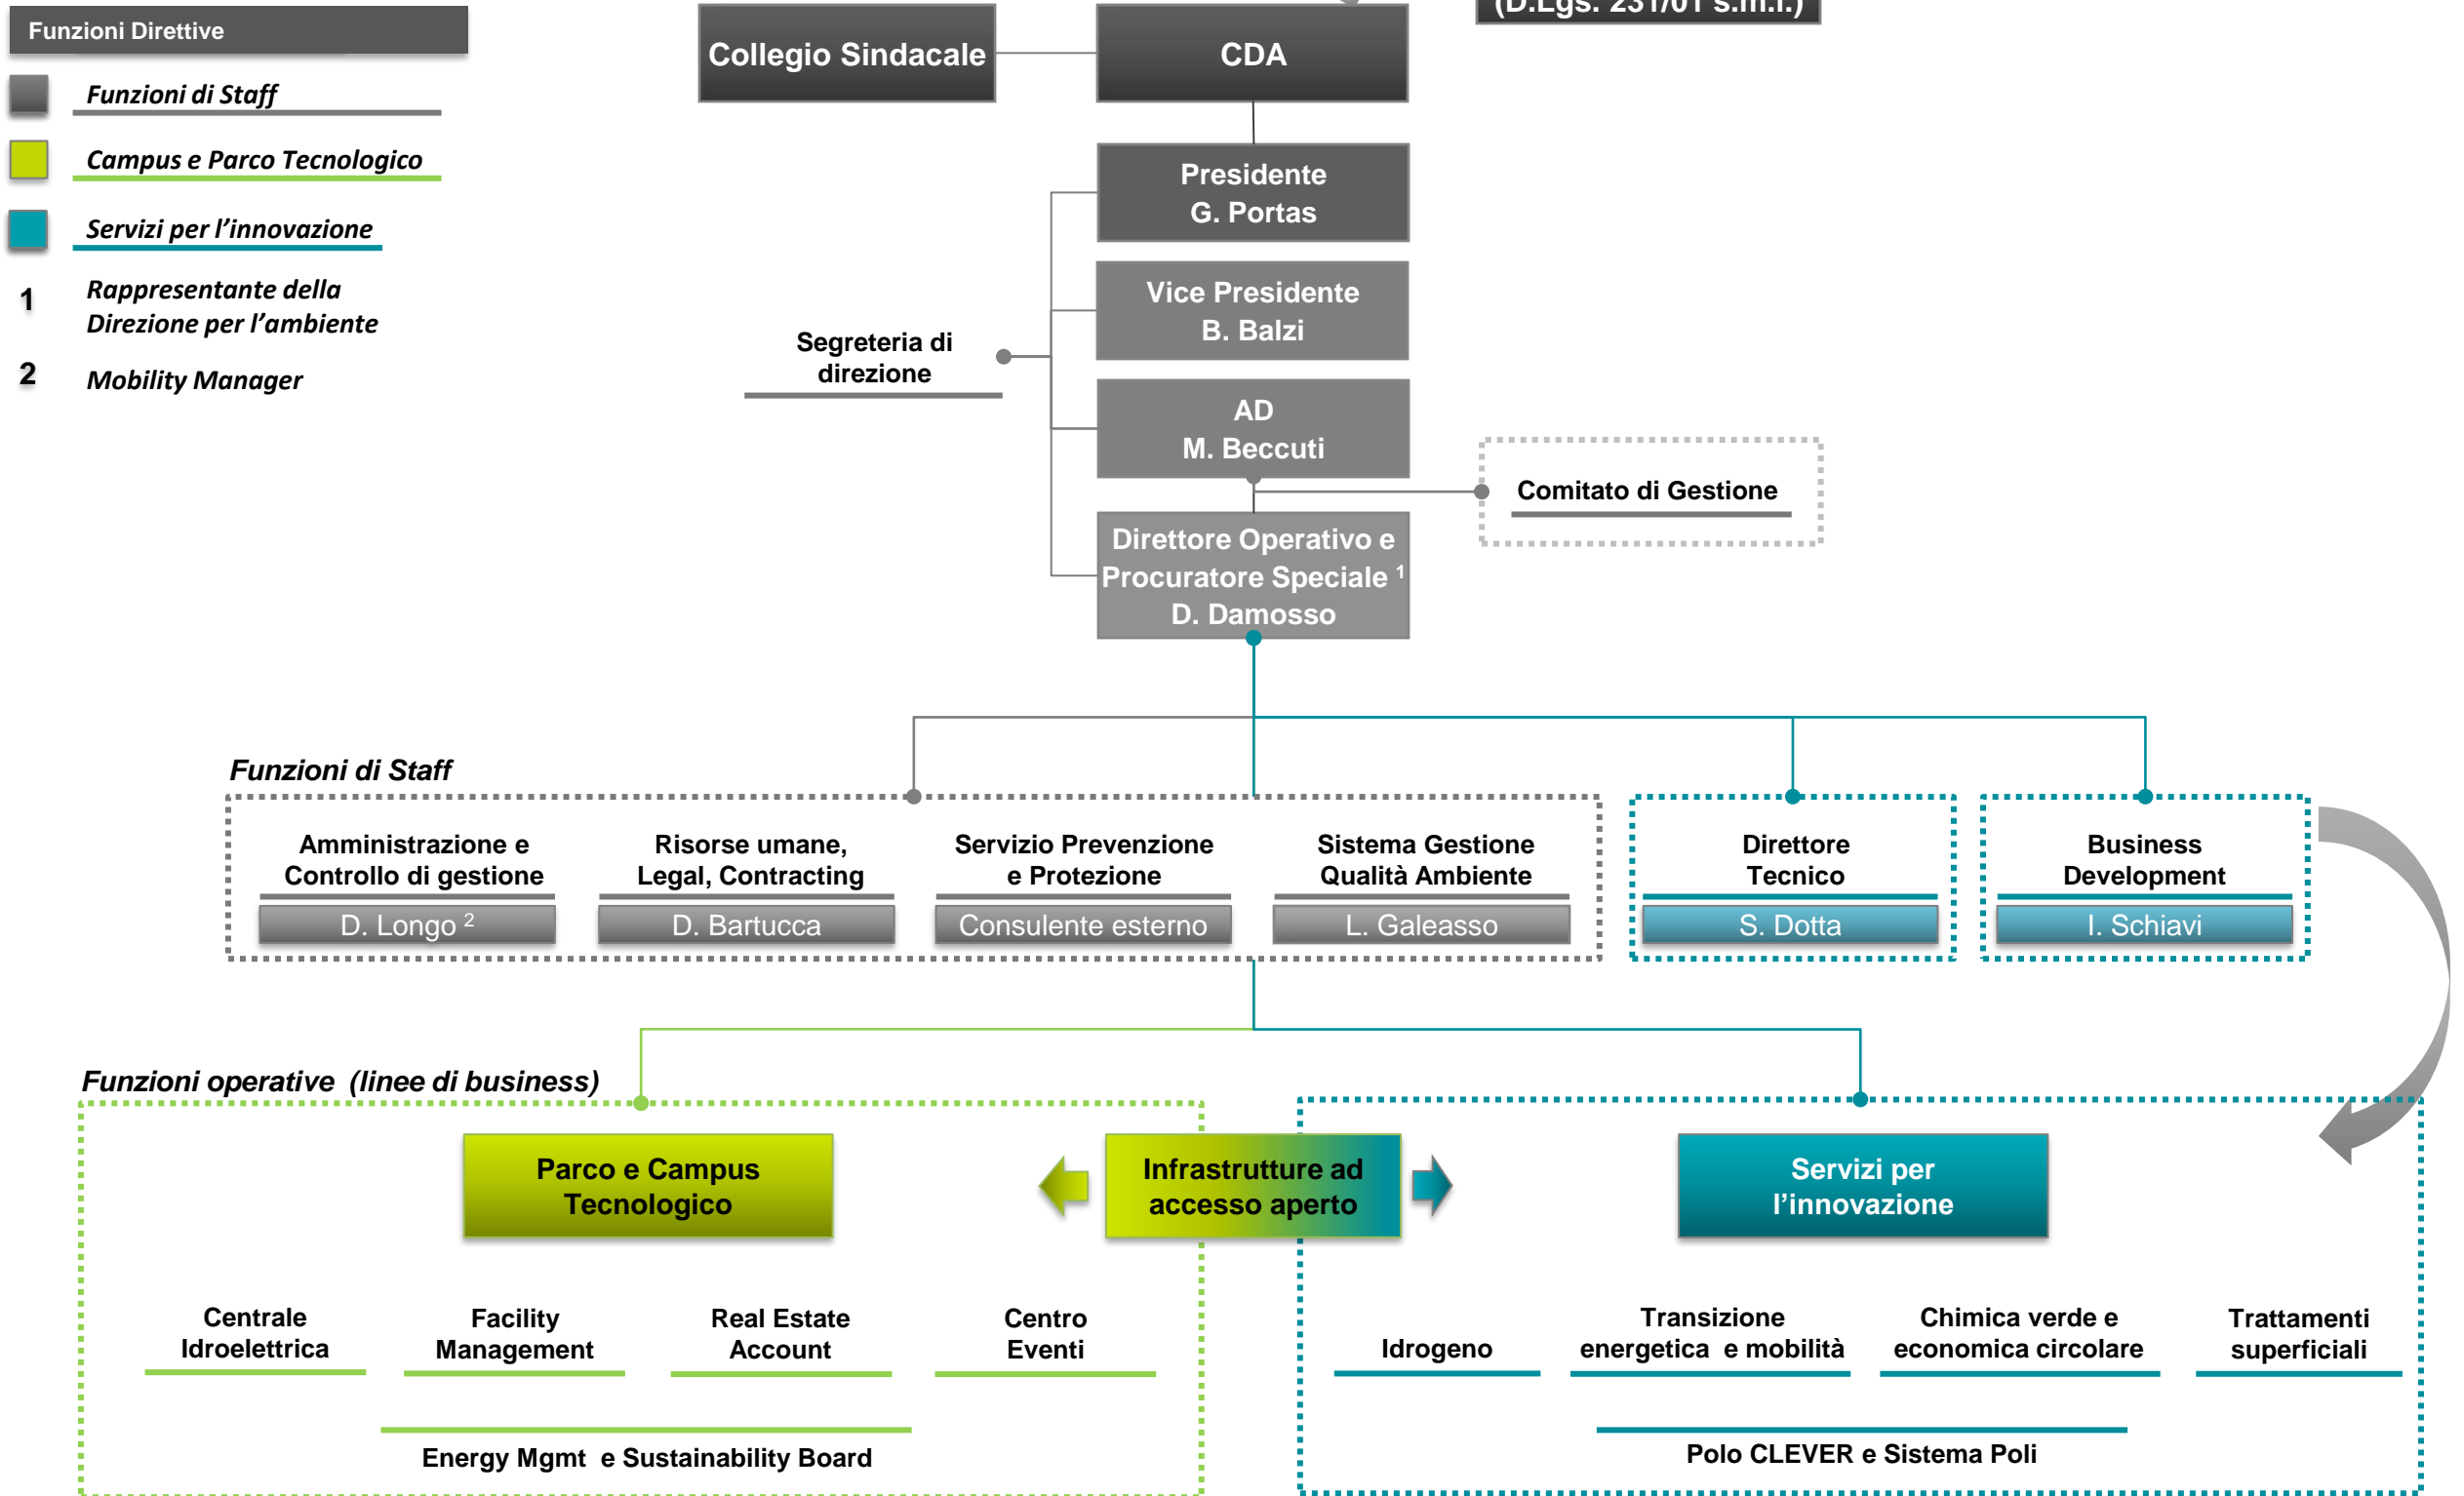 (D.Lgs. 231/01 s.m.i.)
Funzioni Direttive
Funzioni di Staff
Campus e Parco Tecnologico
Servizi per l’innovazione
1
Rappresentante della
Direzione per l’ambiente
2
Mobility Manager
Collegio Sindacale
CDA
Presidente
G. Portas
Vice Presidente
B. Balzi
Segreteria di
direzione
AD
M. Beccuti
Comitato di Gestione
Direttore Operativo e
Procuratore Speciale ¹
D. Damosso
Funzioni di Staff
Amministrazione e
Controllo di gestione
D. Longo ²
Risorse umane,
Legal, Contracting
D. Bartucca
Servizio Prevenzione
e Protezione
Consulente esterno
Sistema Gestione
Qualità Ambiente
L. Galeasso
Direttore
Tecnico
S. Dotta
Business
Development
I. Schiavi
Funzioni operative (linee di business)
Parco e Campus
Tecnologico
Infrastrutture ad
accesso aperto
Servizi per
l’innovazione
Centrale
Idroelettrica
Facility
Management
Real Estate
Account
Centro
Eventi
Idrogeno
Transizione
energetica e mobilità
Chimica verde e
economica circolare
Trattamenti
superficiali
Energy Mgmt e Sustainability Board
Polo CLEVER e Sistema Poli